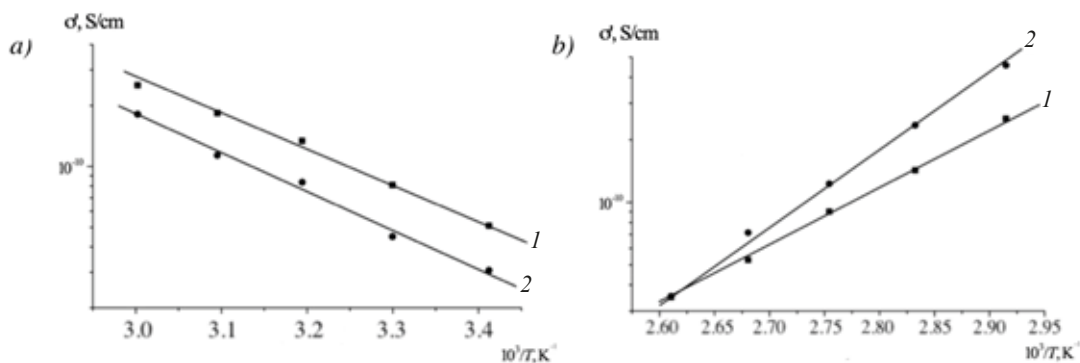 a)
σ', S/cm
10⁻¹⁰
1
2
3.0 3.1 3.2 3.3 3.4
10³/T, K⁻¹
b)
σ', S/cm
2
1
10⁻¹⁰
2.60 2.65 2.70 2.75 2.80 2.85 2.90 2.95
10³/T, K⁻¹